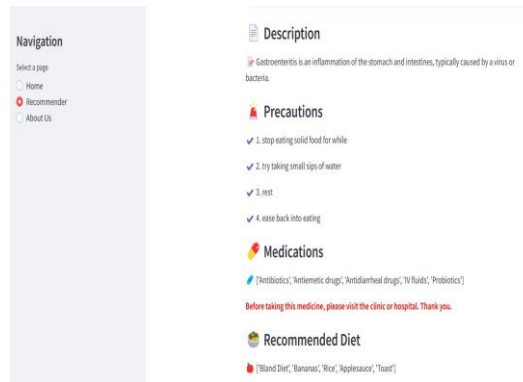 Navigation
Select a page
Home
Recommender
About Us
Description
Gastroenteritis is an inflammation of the stomach and intestines, typically caused by a virus or
bacteria.
Precautions
1. stop eating solid food for while
2. try taking small sips of water
3. rest
4. ease back into eating
Medications
['Antibiotics', 'Antiemetic drugs', 'Antidiarrheal drugs', 'IV fluids', 'Probiotics']
Before taking this medicine, please visit the clinic or hospital. Thank you.
Recommended Diet
['Bland Diet', 'Bananas', 'Rice', 'Applesauce', 'Toast']